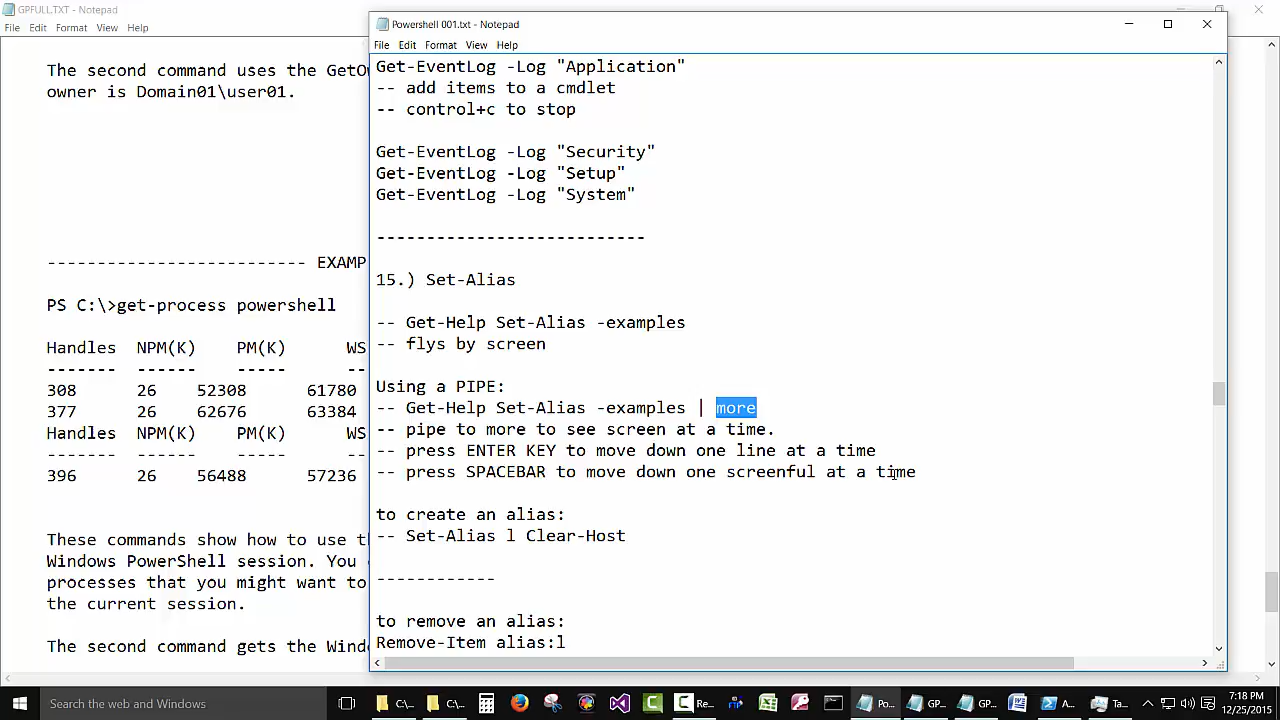 GPFULL.TXT - Notepad
File Edit Format View Help
The second command uses the GetO
owner is Domain01\user01.
------------------------- EXAMP
PS C:\>get-process powershell
Handles NPM(K) PM(K) WS
------- ------ ----- --
308 26 52308 61780
377 26 62676 63384
Handles NPM(K) PM(K) WS
------- ------ ----- --
396 26 56488 57236
These commands show how to use t
Windows PowerShell session. You
processes that you might want to
the current session.
The second command gets the Wind
Powershell 001.txt - Notepad
File Edit Format View Help
Get-EventLog -Log "Application"
-- add items to a cmdlet
-- control+c to stop
Get-EventLog -Log "Security"
Get-EventLog -Log "Setup"
Get-EventLog -Log "System"
---------------------------
15.) Set-Alias
-- Get-Help Set-Alias -examples
-- flys by screen
Using a PIPE:
-- Get-Help Set-Alias -examples | more
-- pipe to more to see screen at a time.
-- press ENTER KEY to move down one line at a time
-- press SPACEBAR to move down one screenful at a time
to create an alias:
-- Set-Alias l Clear-Host
------------
to remove an alias:
Remove-Item alias:l
Search the web and Windows
C:\... C:\... Re... Po... GP... GP... A... Ta...
7:18 PM
12/25/2015